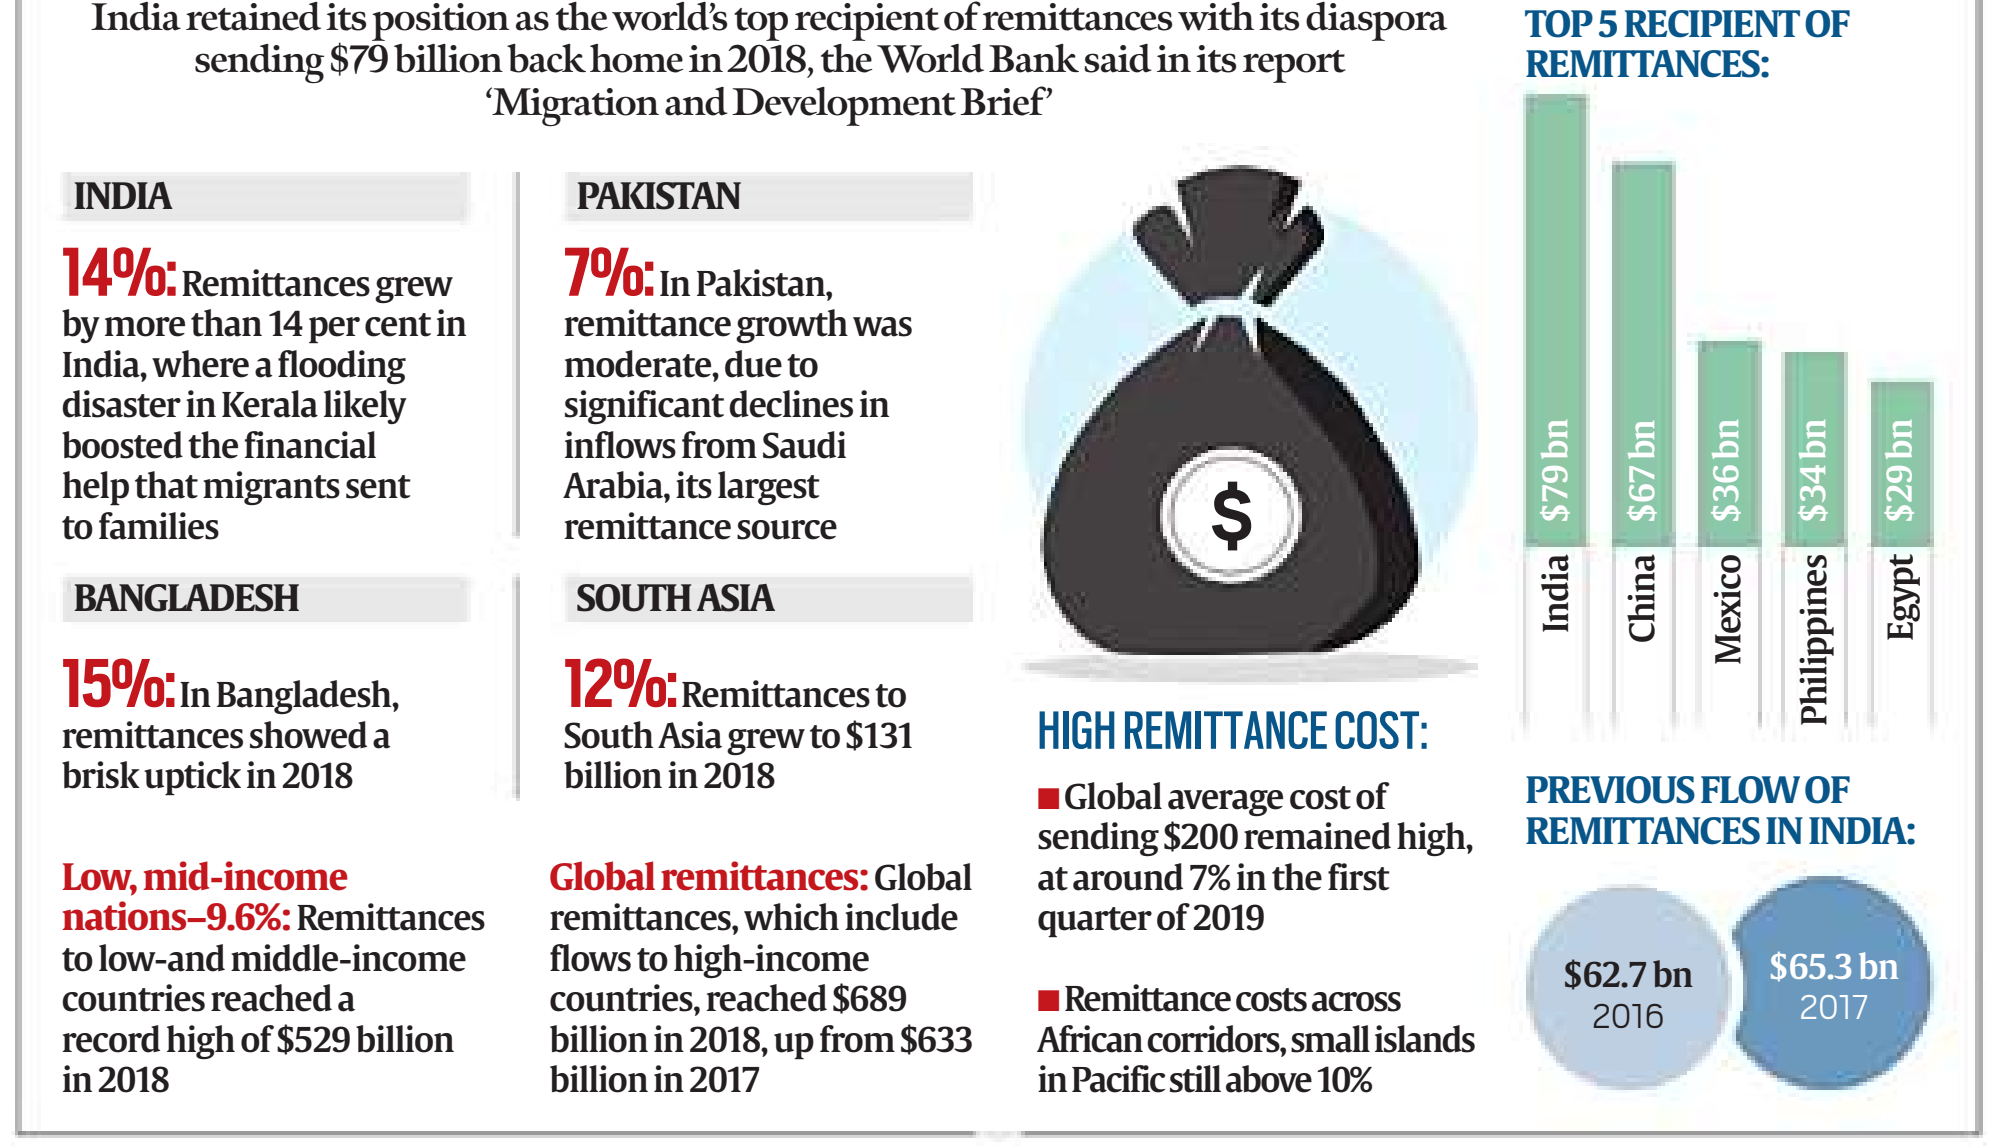 India retained its position as the world's top recipient of remittances with its diaspora
sending $79 billion back home in 2018, the World Bank said in its report
‘Migration and Development Brief’
INDIA
14%: Remittances grew
by more than 14 per cent in
India, where a flooding
disaster in Kerala likely
boosted the financial
help that migrants sent
to families
PAKISTAN
7%: In Pakistan,
remittance growth was
moderate, due to
significant declines in
inflows from Saudi
Arabia, its largest
remittance source
BANGLADESH
15%: In Bangladesh,
remittances showed a
brisk uptick in 2018
SOUTH ASIA
12%: Remittances to
South Asia grew to $131
billion in 2018
Low, mid-income
nations–9.6%: Remittances
to low-and middle-income
countries reached a
record high of $529 billion
in 2018
Global remittances: Global
remittances, which include
flows to high-income
countries, reached $689
billion in 2018, up from $633
billion in 2017
$
HIGH REMITTANCE COST:
■ Global average cost of
sending $200 remained high,
at around 7% in the first
quarter of 2019
■ Remittance costs across
African corridors, small islands
in Pacific still above 10%
TOP 5 RECIPIENT OF
REMITTANCES:
$79 bn
$67 bn
$36 bn
$34 bn
$29 bn
India
China
Mexico
Philippines
Egypt
PREVIOUS FLOW OF
REMITTANCES IN INDIA:
$62.7 bn
2016
$65.3 bn
2017